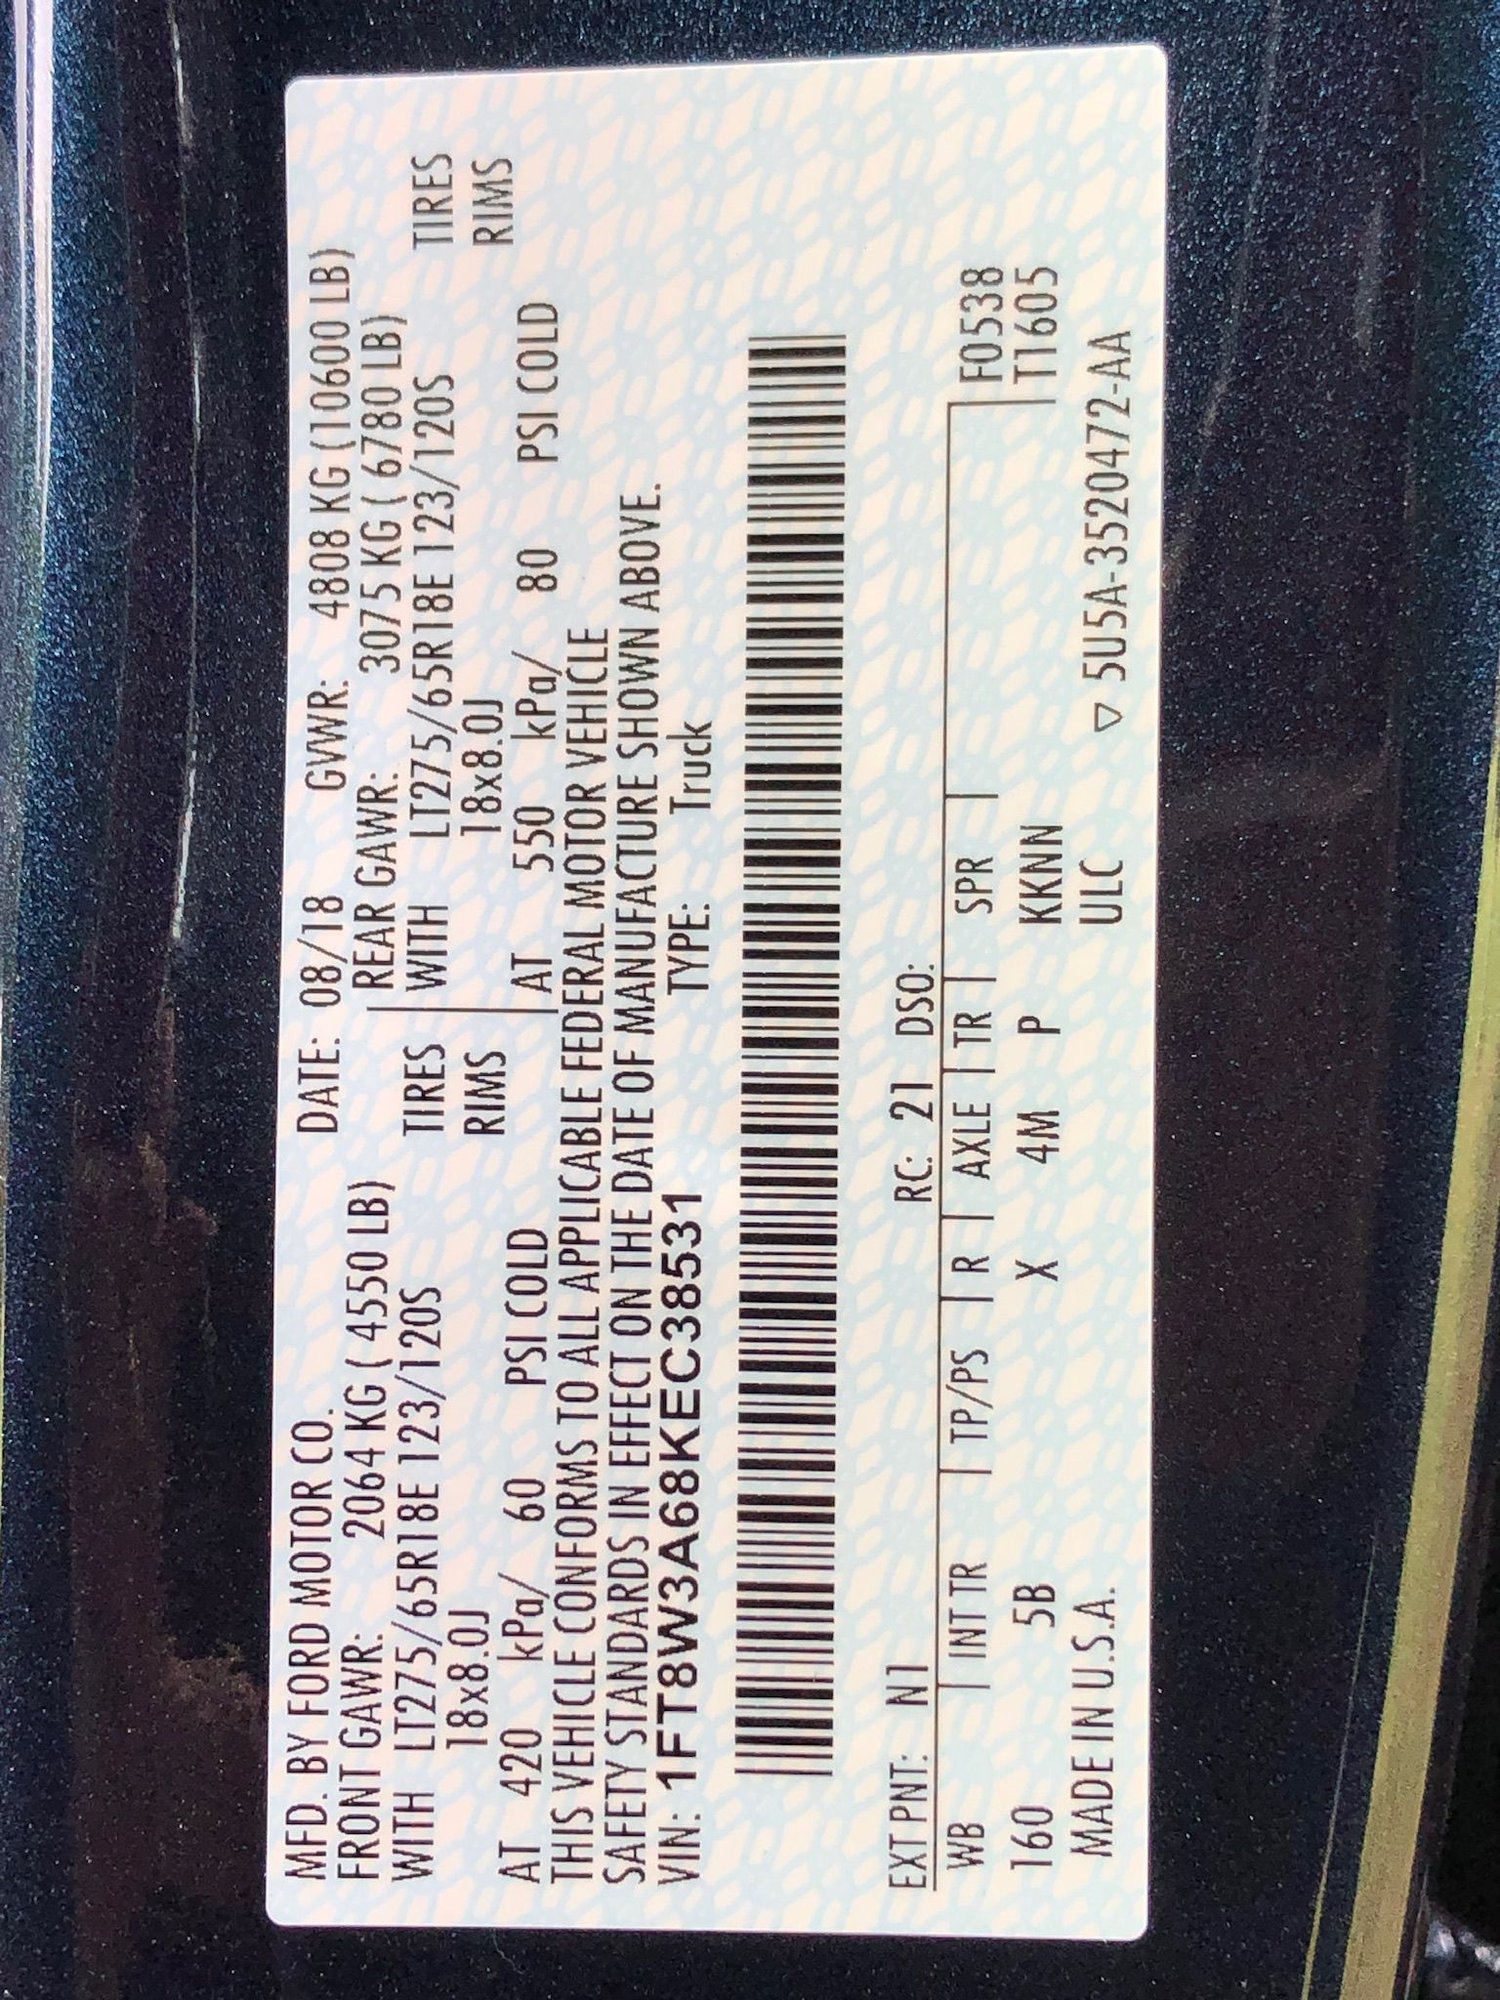 MFD. BY FORD MOTOR CO. DATE: 08/18 GVWR: 4808 KG (10600 LB)
FRONT GAWR: 2064 KG ( 4550 LB) REAR GAWR: 3075 KG ( 6780 LB)
WITH LT275/65R18E 123/120S TIRES WITH LT275/65R18E 123/120S TIRES
18x8.0J RIMS 18x8.0J RIMS
AT 420 kPa/ 60 PSI COLD AT 550 kPa/ 80 PSI COLD
THIS VEHICLE CONFORMS TO ALL APPLICABLE FEDERAL MOTOR VEHICLE
SAFETY STANDARDS IN EFFECT ON THE DATE OF MANUFACTURE SHOWN ABOVE.
VIN: 1FT8W3A68KEC38531 TYPE: Truck
EXT PNT: N1 RC: 21 DSO:
WB INT TR TP/PS R AXLE TR SPR F0538
160 5B X 4M P KKNN T1605
MADE IN U.S.A. ULC ▽ 5U5A-3520472-AA